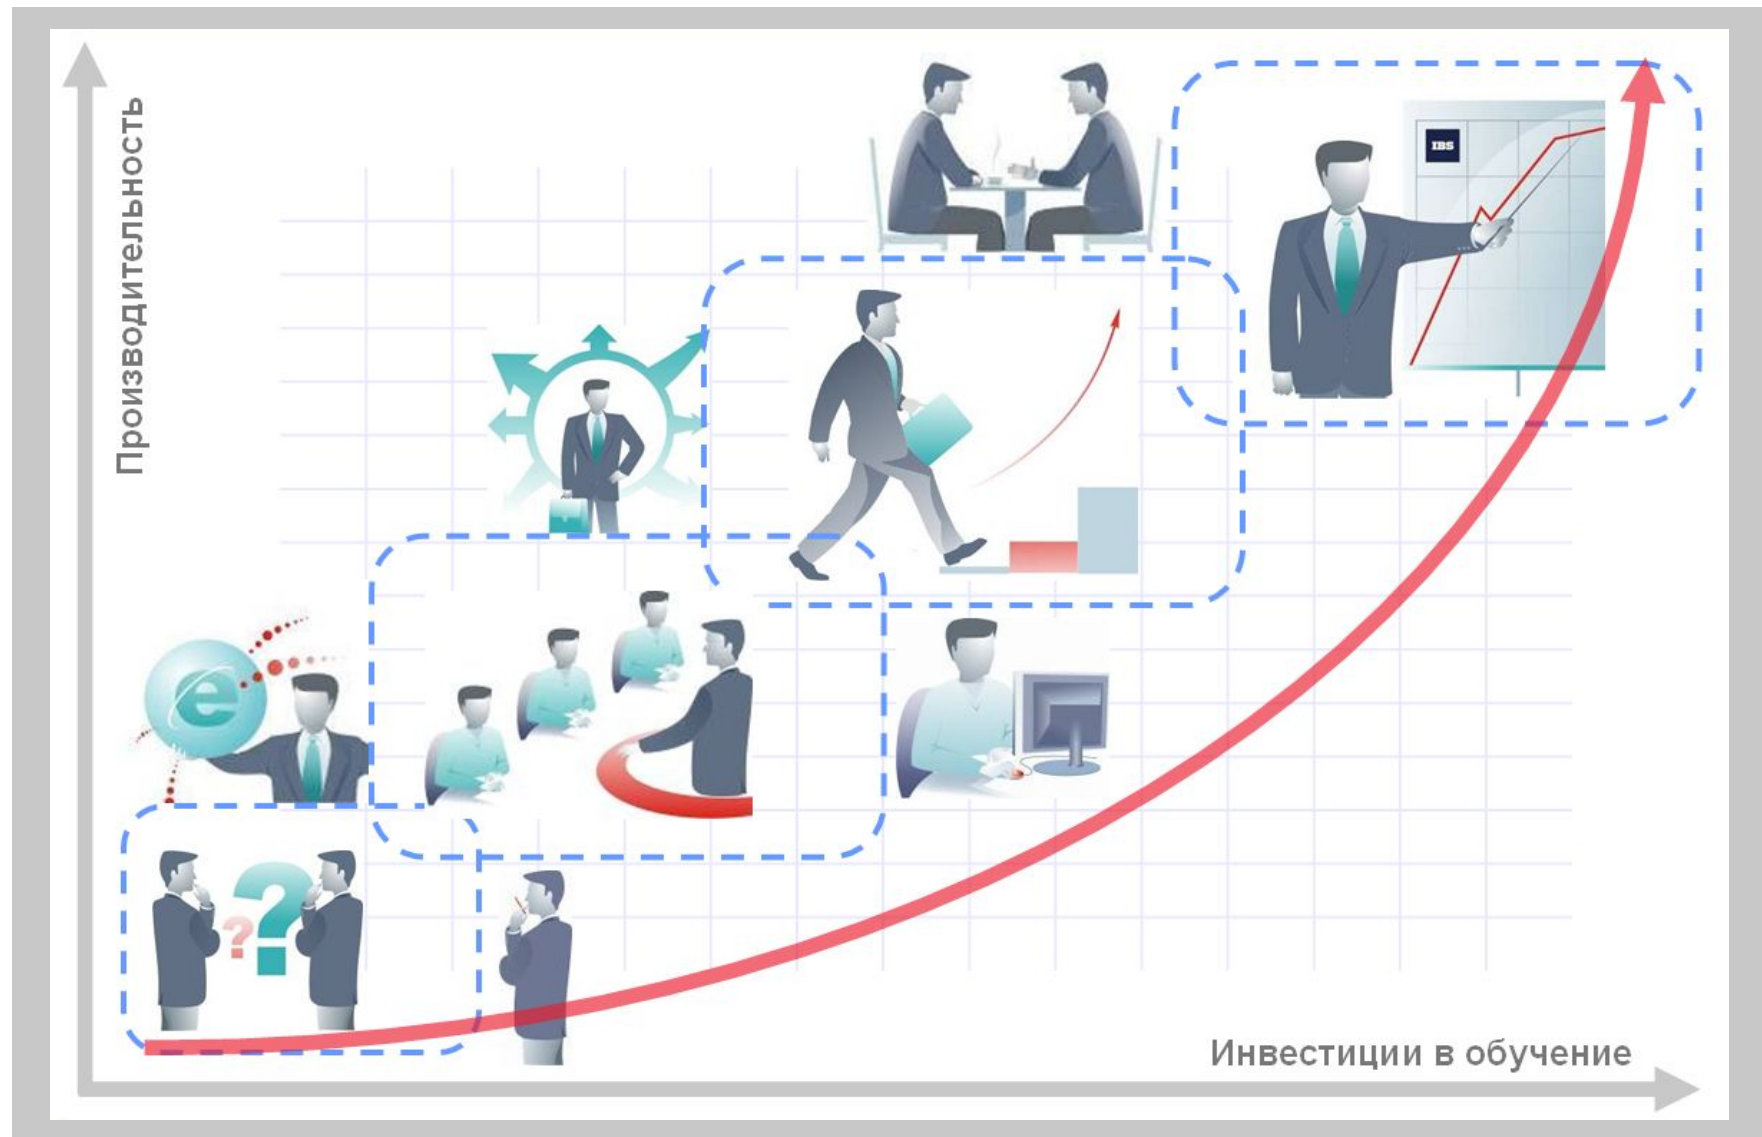 Производительность
IBS
e
? ?
Инвестиции в обучение